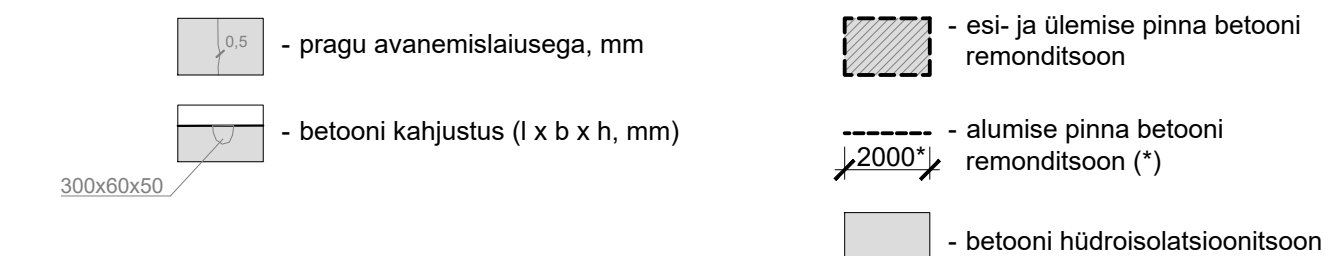 0,5
- pragu avanemislaiusega, mm
- betooni kahjustus (l x b x h, mm)
300x60x50
- esi- ja ülemise pinna betooni
remonditsoon
- alumise pinna betooni
2000*
remonditsoon (*)
- betooni hüdroisolatsioonitsoon